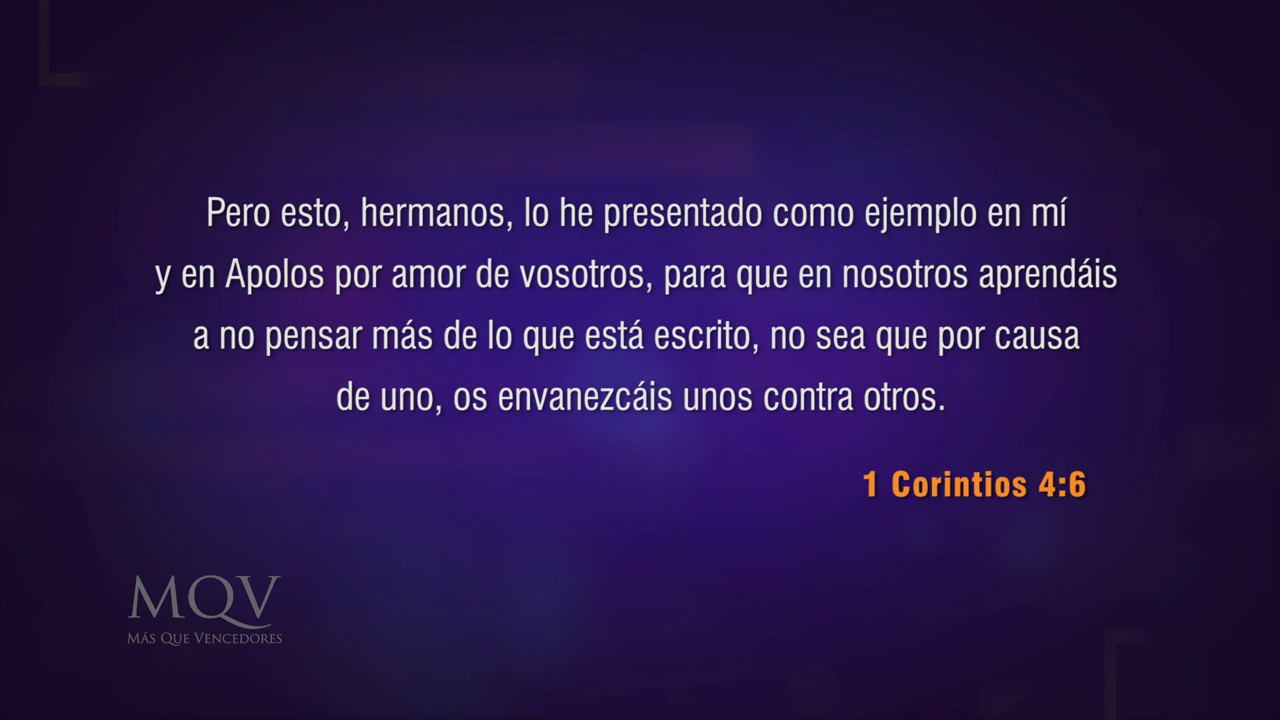 Pero esto, hermanos, lo he presentado como ejemplo en mí
y en Apolos por amor de vosotros, para que en nosotros aprendáis
a no pensar más de lo que está escrito, no sea que por causa
de uno, os envanezcáis unos contra otros.
1 Corintios 4:6
MQV
MÁS QUE VENCEDORES